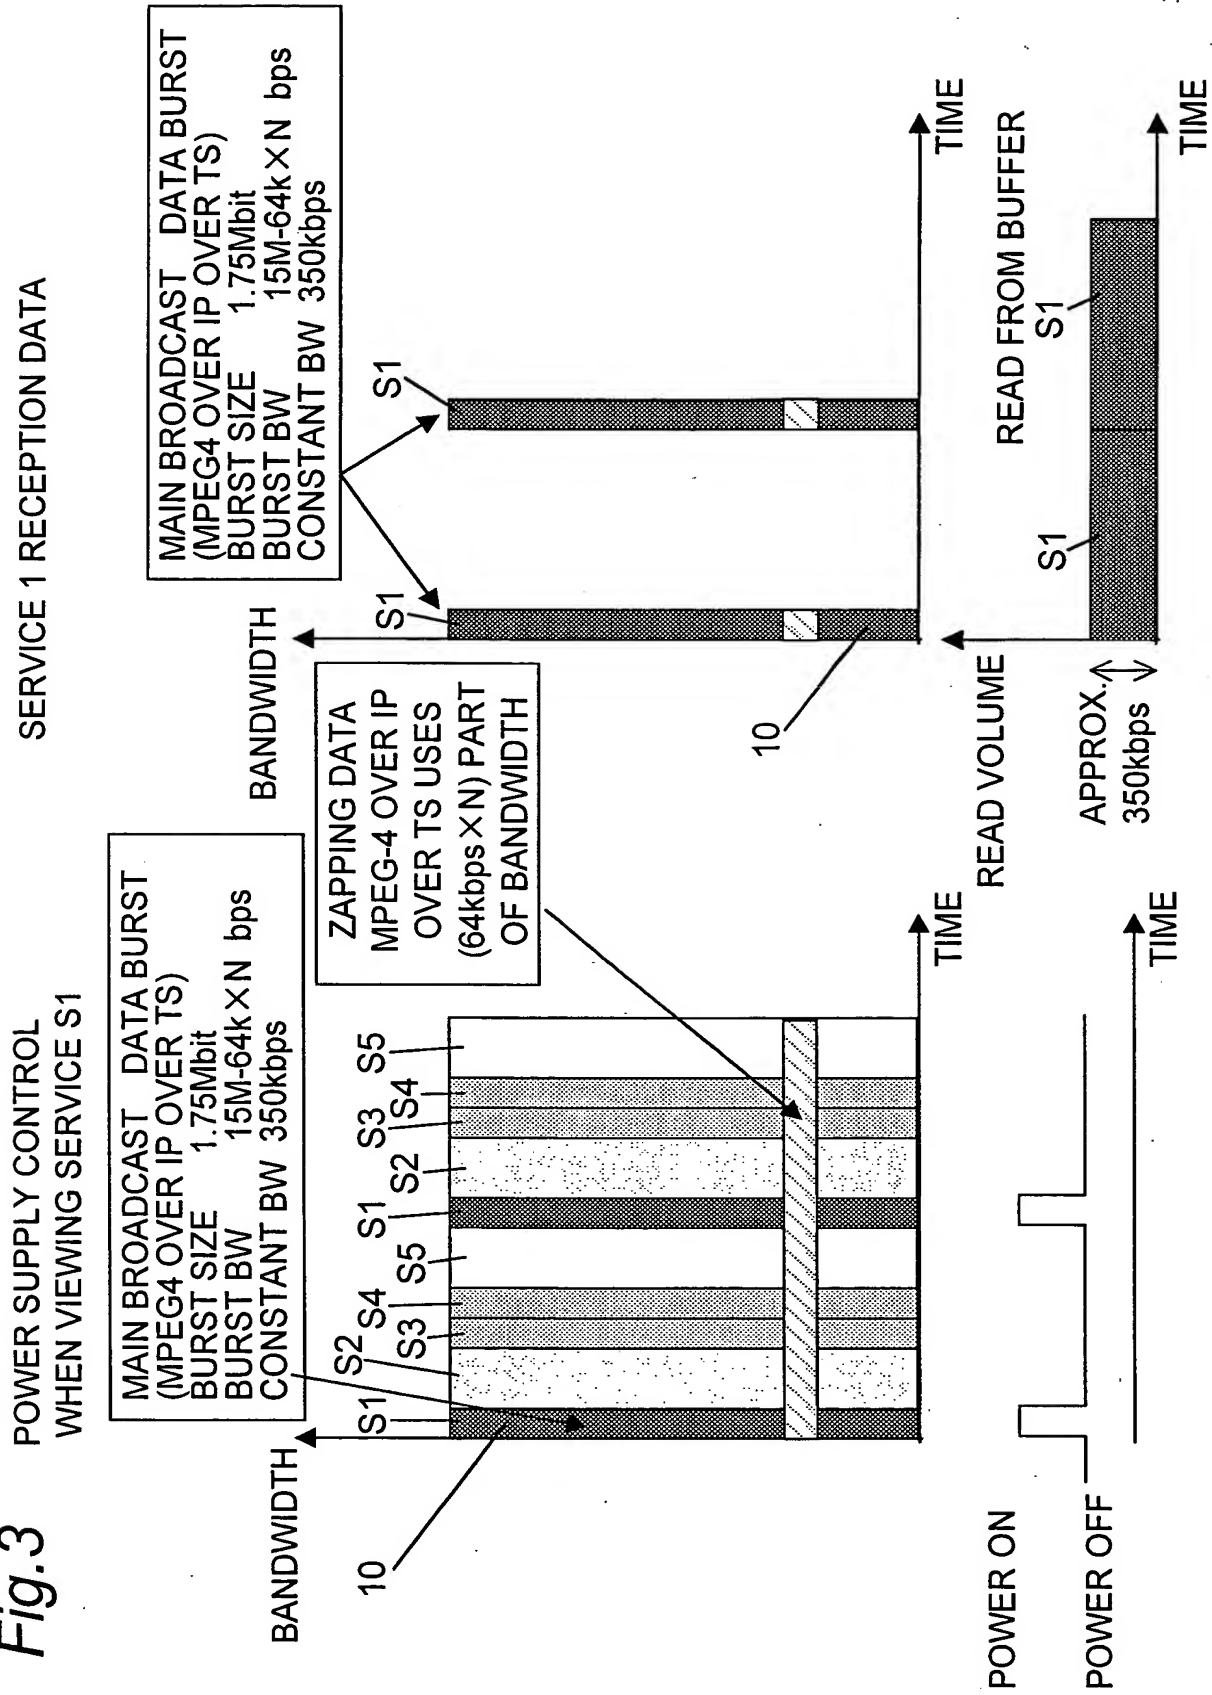 Fig.3
POWER SUPPLY CONTROL
WHEN VIEWING SERVICE S1
MAIN BROADCAST DATA BURST
(MPEG4 OVER IP OVER TS)
BURST SIZE 1.75Mbit
BURST BW 15M-64k×N bps
CONSTANT BW 350kbps
BANDWIDTH
10
S1
S2
S3
S4
S5
S1
S2
S3
S4
S5
TIME
ZAPPING DATA
MPEG-4 OVER IP
OVER TS USES
(64kbps×N) PART
OF BANDWIDTH
POWER ON
POWER OFF
TIME
SERVICE 1 RECEPTION DATA
MAIN BROADCAST DATA BURST
(MPEG4 OVER IP OVER TS)
BURST SIZE 1.75Mbit
BURST BW 15M-64k×N bps
CONSTANT BW 350kbps
BANDWIDTH
S1
S1
10
TIME
READ VOLUME
READ FROM BUFFER
APPROX.
350kbps
S1
S1
TIME